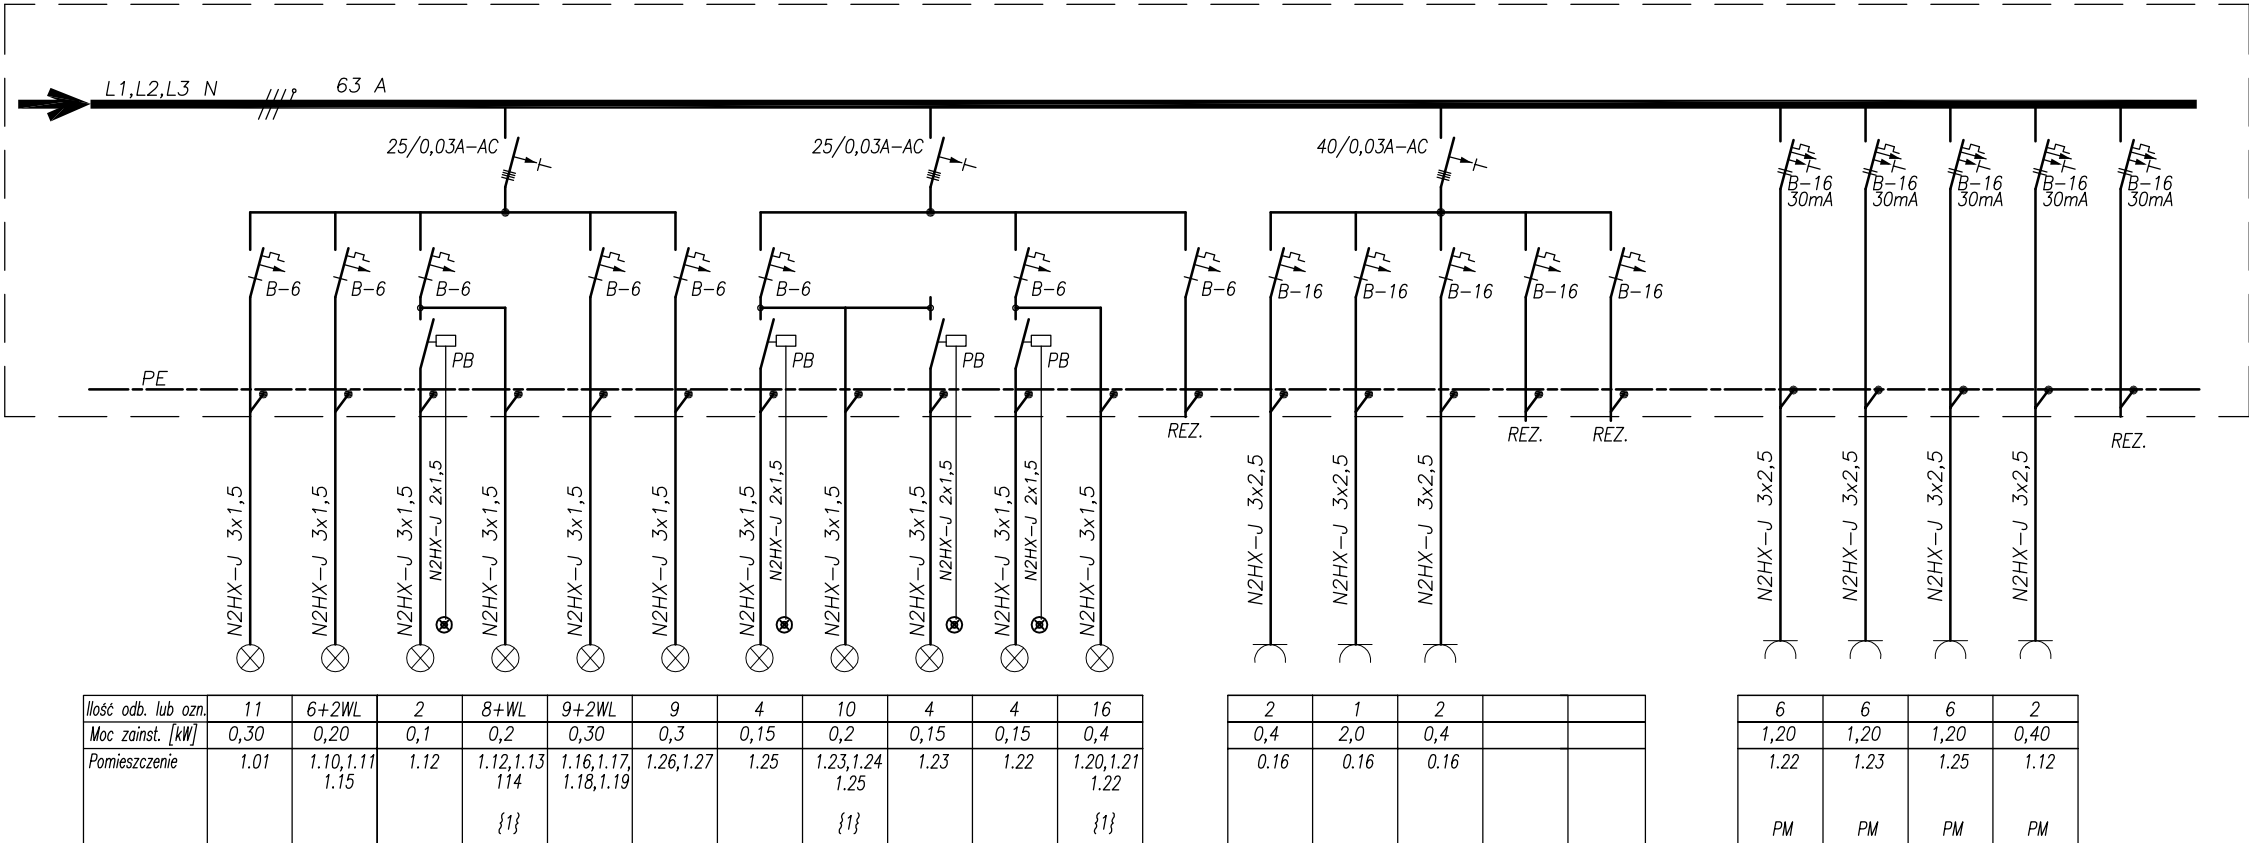 L1,L2,L3 N
63 A
25/0,03A-AC
25/0,03A-AC
40/0,03A-AC
B-16
30mA
B-16
30mA
B-16
30mA
B-16
30mA
B-16
30mA
B-6
B-6
B-6
B-6
B-6
B-6
B-6
B-6
B-16
B-16
B-16
B-16
B-16
PB
PB
PB
PB
PE
REZ.
REZ.
REZ.
REZ.
N2HX-J 3x1,5
N2HX-J 3x1,5
N2HX-J 3x1,5
N2HX-J 2x1,5
N2HX-J 3x1,5
N2HX-J 3x1,5
N2HX-J 3x1,5
N2HX-J 3x1,5
N2HX-J 2x1,5
N2HX-J 3x1,5
N2HX-J 3x1,5
N2HX-J 2x1,5
N2HX-J 3x1,5
N2HX-J 2x1,5
N2HX-J 3x1,5
N2HX-J 3x2,5
N2HX-J 3x2,5
N2HX-J 3x2,5
N2HX-J 3x2,5
N2HX-J 3x2,5
N2HX-J 3x2,5
N2HX-J 3x2,5
Ilość odb. lub ozn. 11 6+2WL 2 8+WL 9+2WL 9 4 10 4 4 16
Moc zainst. [kW] 0,30 0,20 0,1 0,2 0,30 0,3 0,15 0,2 0,15 0,15 0,4
Pomieszczenie 1.01 1.10,1.11 1.12 1.12,1.13 1.16,1.17, 1.26,1.27 1.25 1.23,1.24 1.23 1.22 1.20,1.21
1.15 114 1.18,1.19 1.25 1.22
{1} {1} {1}
2 1 2
0,4 2,0 0,4
0.16 0.16 0.16
6 6 6 2
1,20 1,20 1,20 0,40
1.22 1.23 1.25 1.12
PM PM PM PM